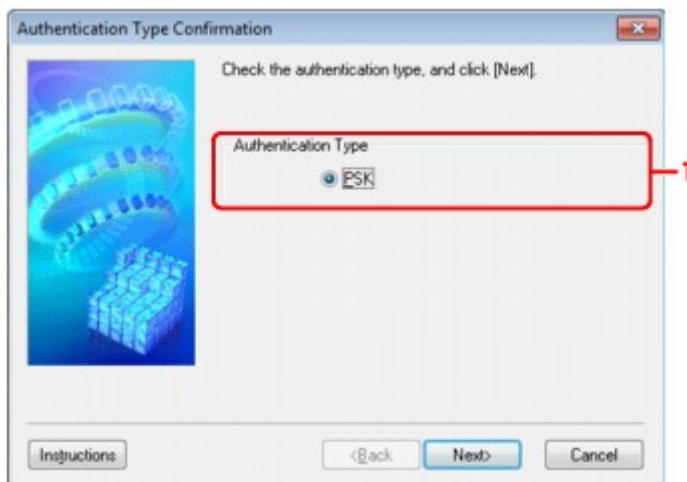 Authentication Type Confirmation
Check the authentication type, and click [Next].
Authentication Type
PSK
1
Instructions
<Back
Next>
Cancel